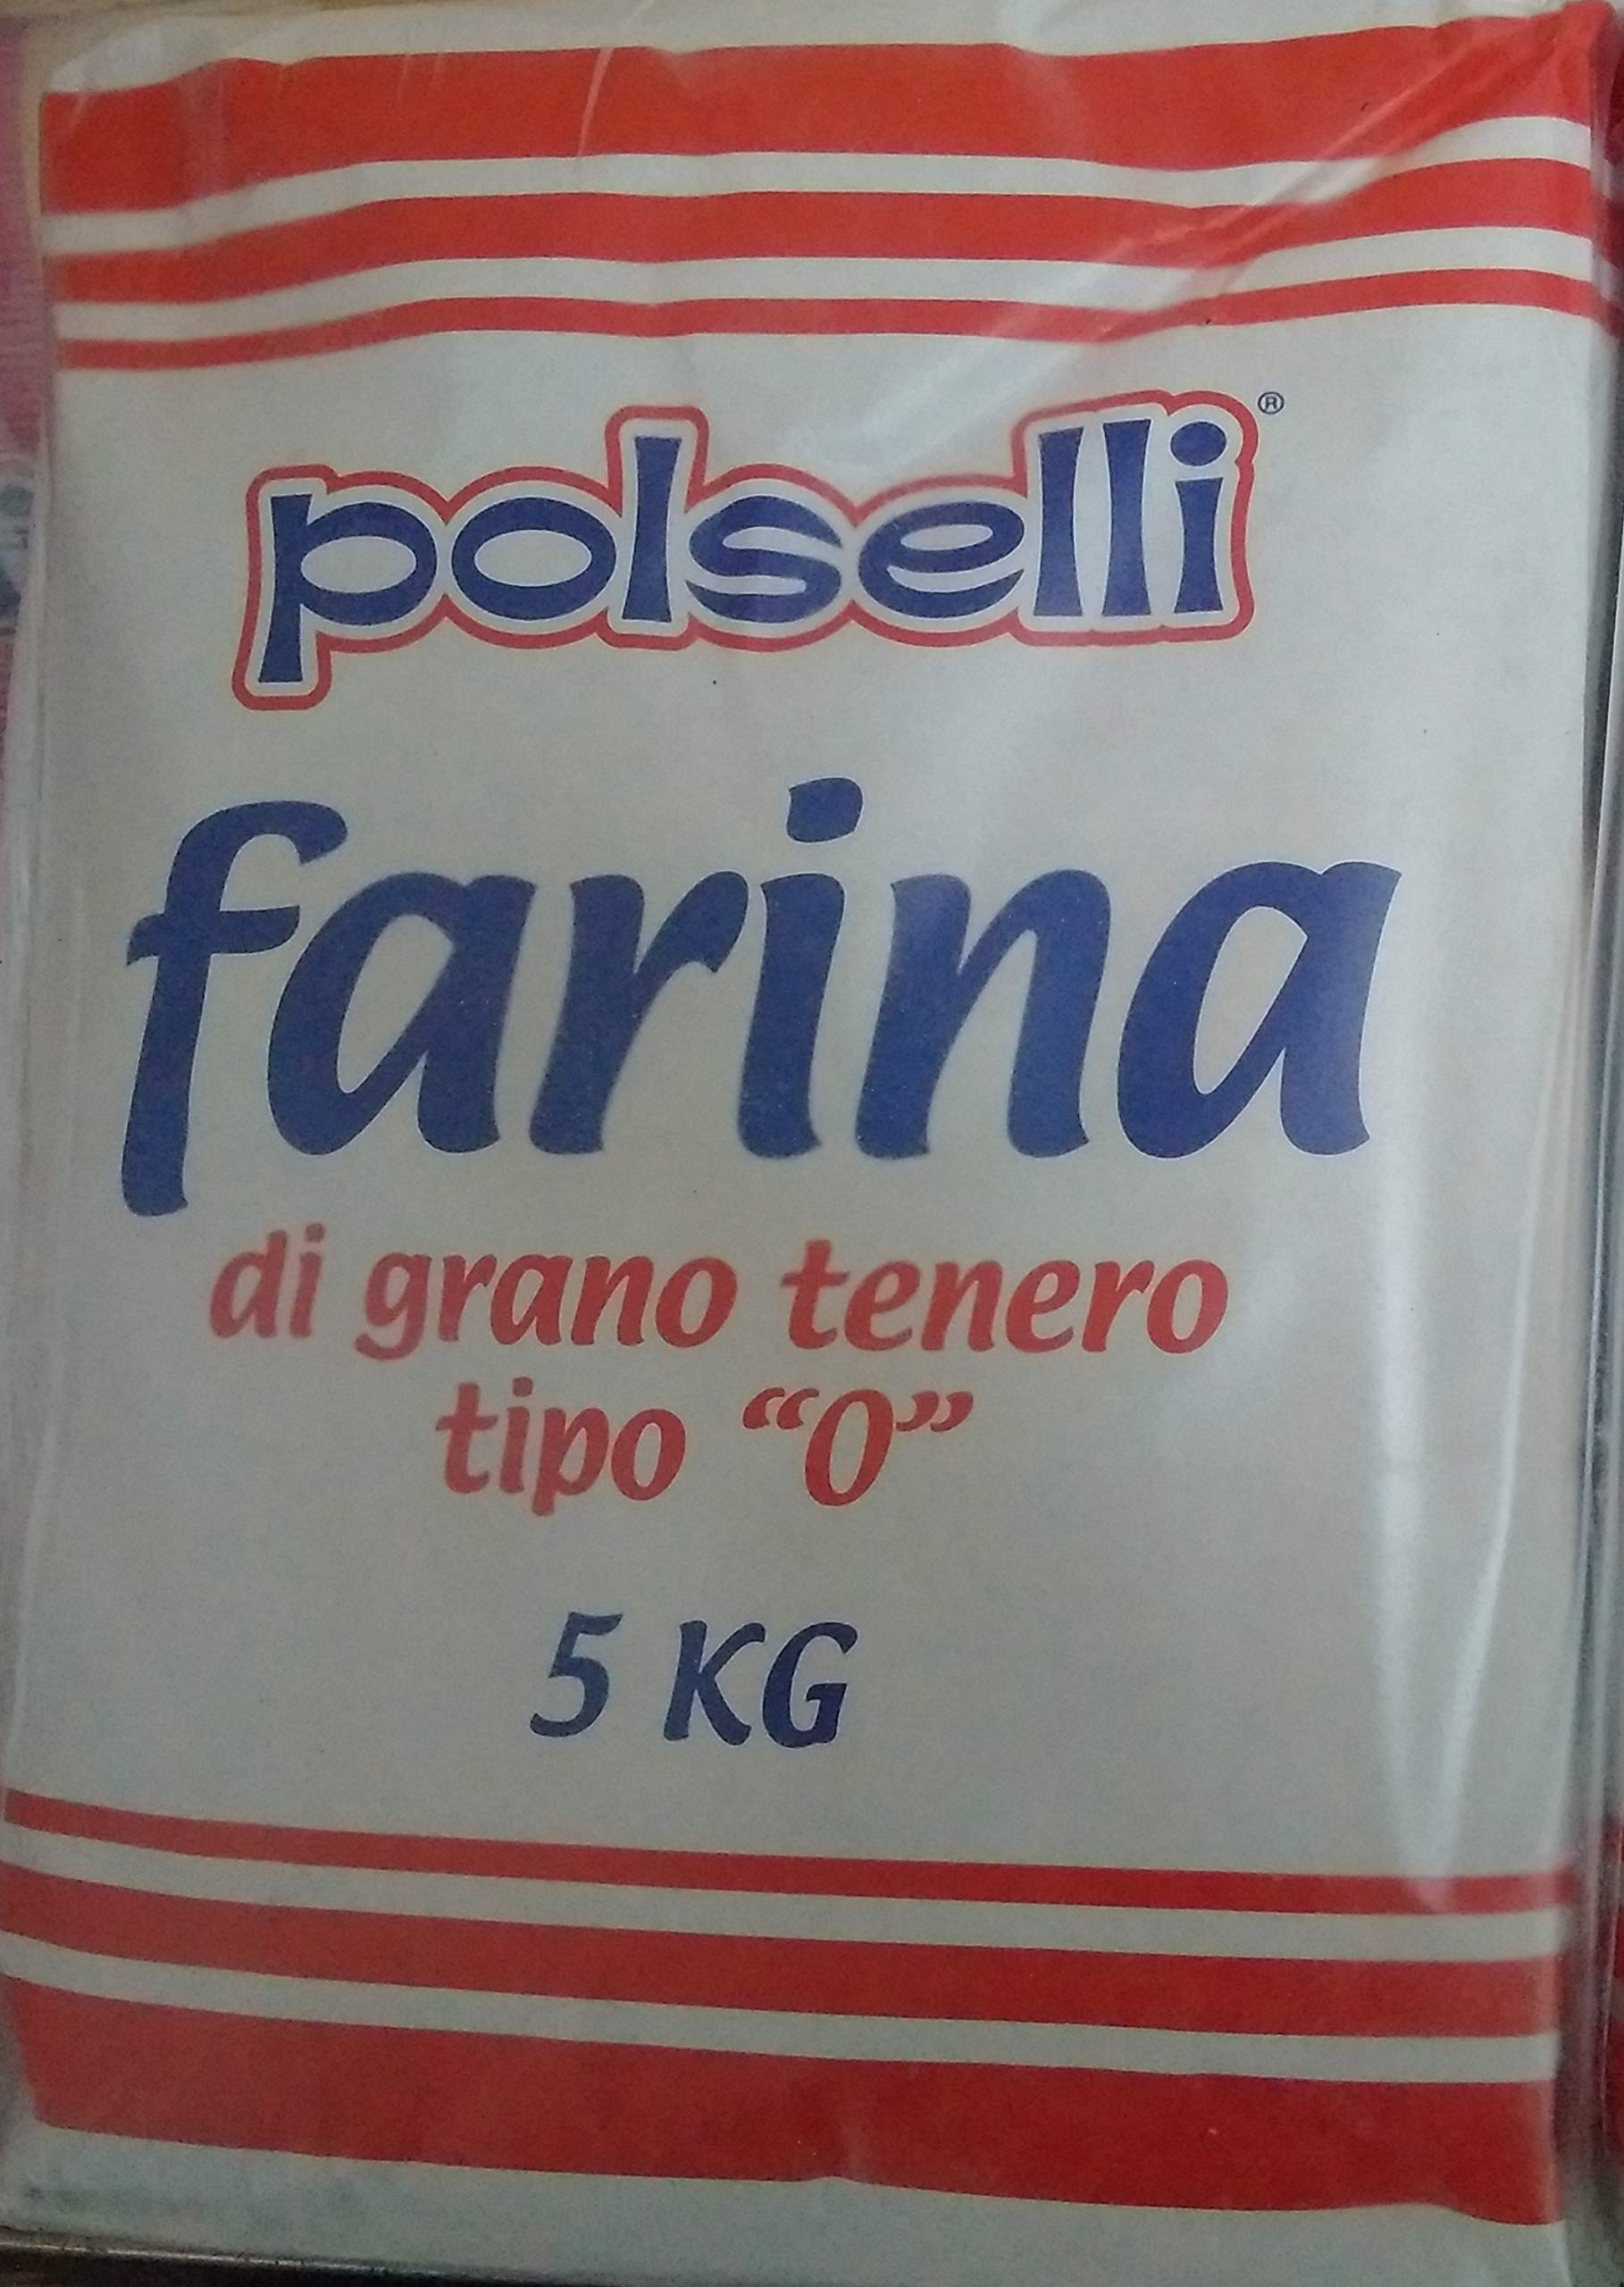 polselli®
farina
di grano tenero
tipo “0”
5 KG